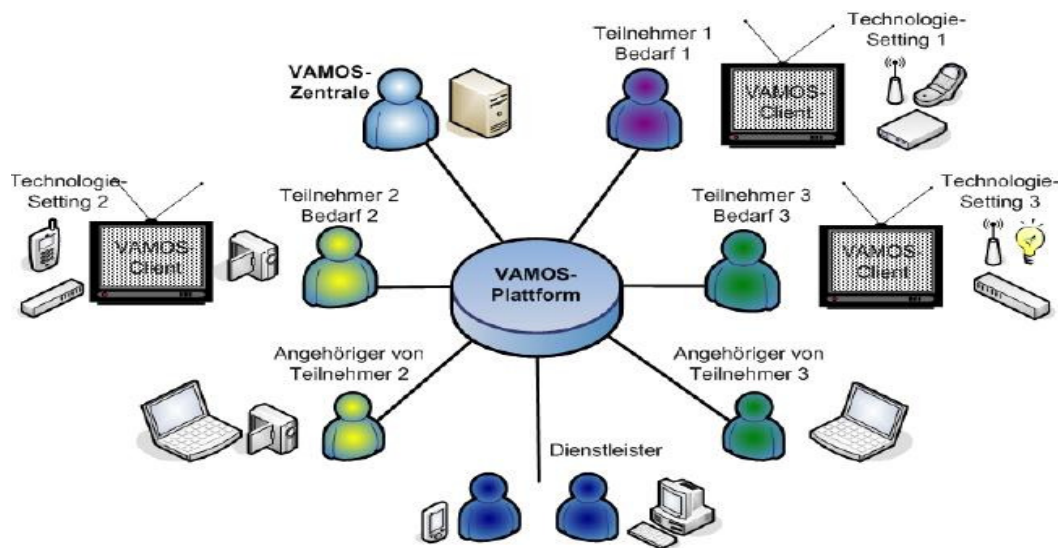 VAMOS-
Zentrale
Teilnehmer 1
Bedarf 1
Technologie-
Setting 1
VAMOS-
Client
Technologie-
Setting 2
VAMOS-
Client
Teilnehmer 2
Bedarf 2
Teilnehmer 3
Bedarf 3
VAMOS-
Client
Technologie-
Setting 3
VAMOS-
Plattform
Angehöriger von
Teilnehmer 2
Angehöriger von
Teilnehmer 3
Dienstleister